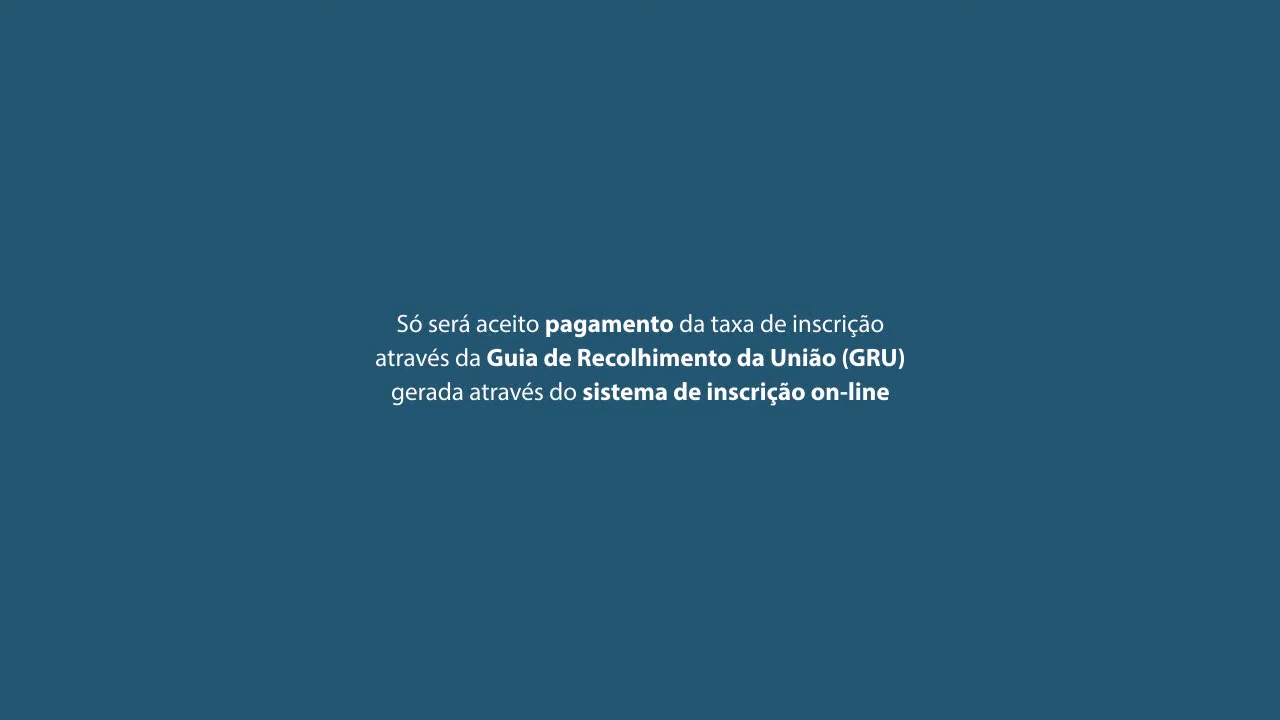 Só será aceito pagamento da taxa de inscrição
através da Guia de Recolhimento da União (GRU)
gerada através do sistema de inscrição on-line